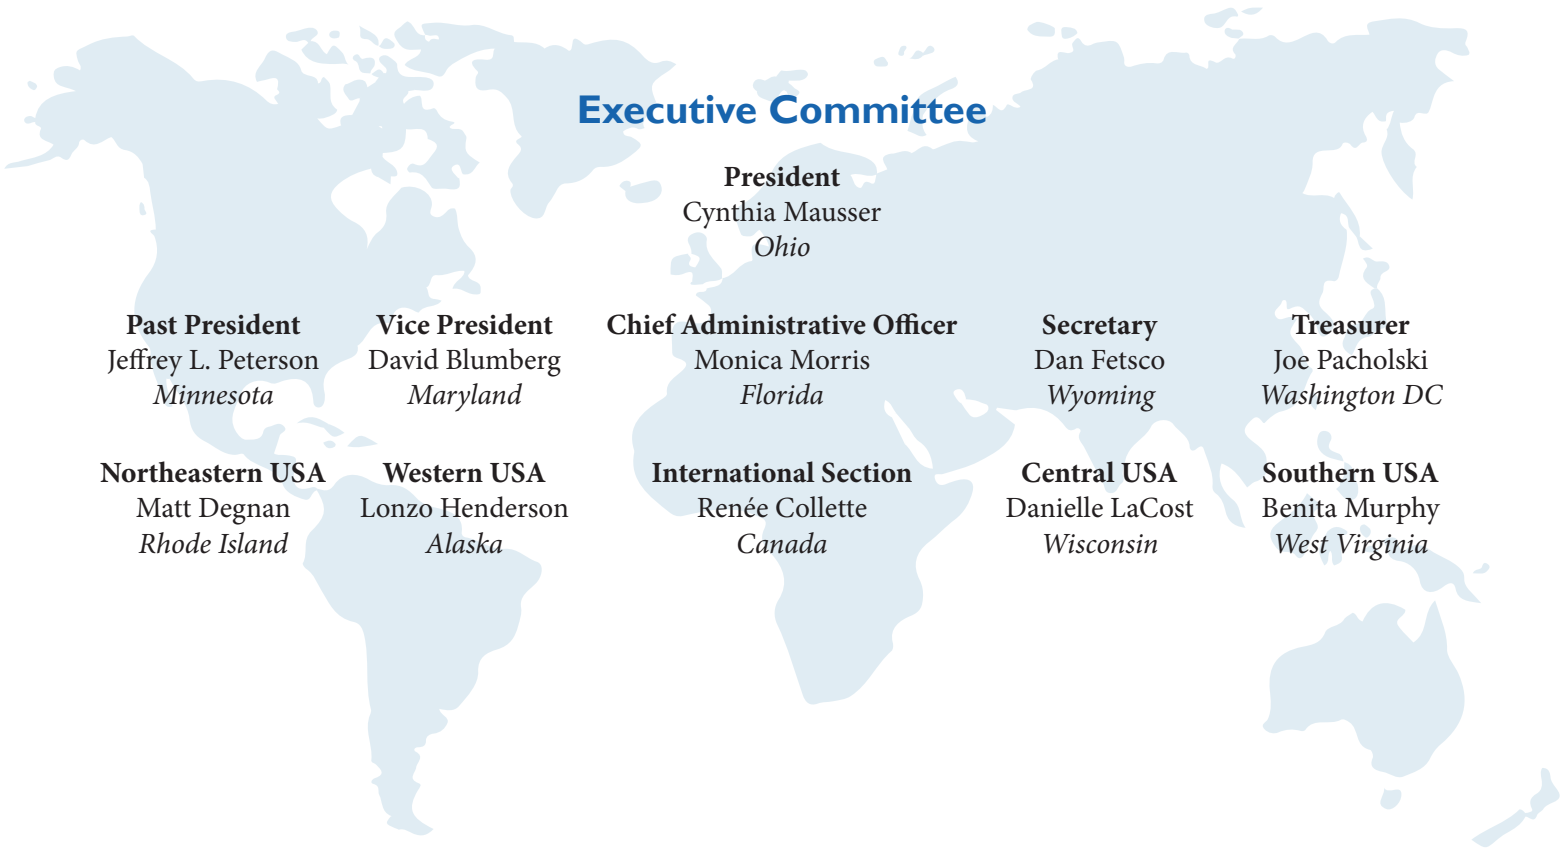 Executive Committee
President
Cynthia Mausser
Ohio
Past President
Jeffrey L. Peterson
Minnesota
Vice President
David Blumberg
Maryland
Chief Administrative Officer
Monica Morris
Florida
Secretary
Dan Fetsco
Wyoming
Treasurer
Joe Pacholski
Washington DC
Northeastern USA
Matt Degnan
Rhode Island
Western USA
Lonzo Henderson
Alaska
International Section
Renée Collette
Canada
Central USA
Danielle LaCost
Wisconsin
Southern USA
Benita Murphy
West Virginia